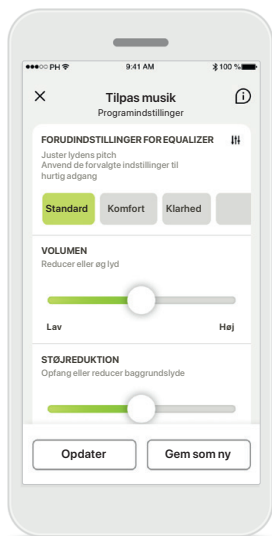 PH 9:41 AM 100 %
Tilpas musik
Programindstillinger
FORUDINDSTILLINGER FOR EQUALIZER
Juster lydens pitch
Anvend de forvalgte indstillinger til
hurtig adgang
Standard Komfort Klarhed
VOLUMEN
Reducer eller øg lyd
Lav Høj
STØJREDUKTION
Opfang eller reducer baggrundslyde
Opdater Gem som ny